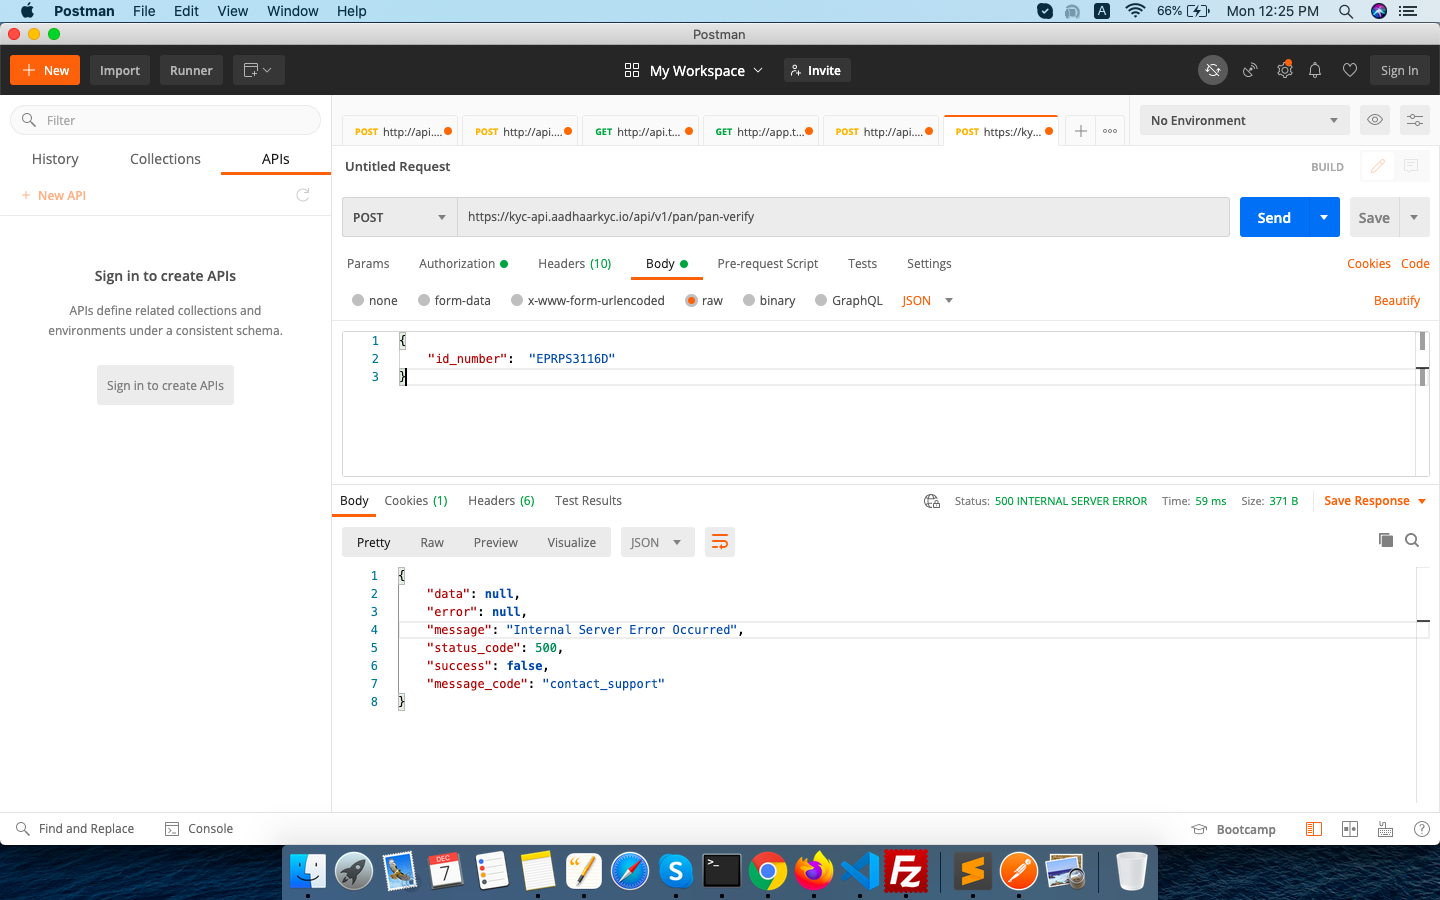 Postman File Edit View Window Help
A 66% Mon 12:25 PM
Postman
+ New Import Runner
My Workspace Invite
Sign In
Filter
History Collections APIs
+ New API
Sign in to create APIs
APIs define related collections and
environments under a consistent schema.
Sign in to create APIs
POST http://api.... POST http://api.... GET http://api.t... GET http://app.t... POST http://api.... POST https://ky... + ooo
No Environment
Untitled Request
BUILD
POST https://kyc-api.aadhaarkyc.io/api/v1/pan/pan-verify
Send Save
Params Authorization Headers (10) Body Pre-request Script Tests Settings
Cookies Code
none form-data x-www-form-urlencoded raw binary GraphQL JSON
Beautify
1 {
2 "id_number": "EPRPS3116D"
3 }
Body Cookies (1) Headers (6) Test Results
Status: 500 INTERNAL SERVER ERROR Time: 59 ms Size: 371 B Save Response
Pretty Raw Preview Visualize JSON
1 {
2 "data": null,
3 "error": null,
4 "message": "Internal Server Error Occurred",
5 "status_code": 500,
6 "success": false,
7 "message_code": "contact_support"
8 }
Find and Replace Console
Bootcamp
?
DEC
7
S
>_
Fz
S